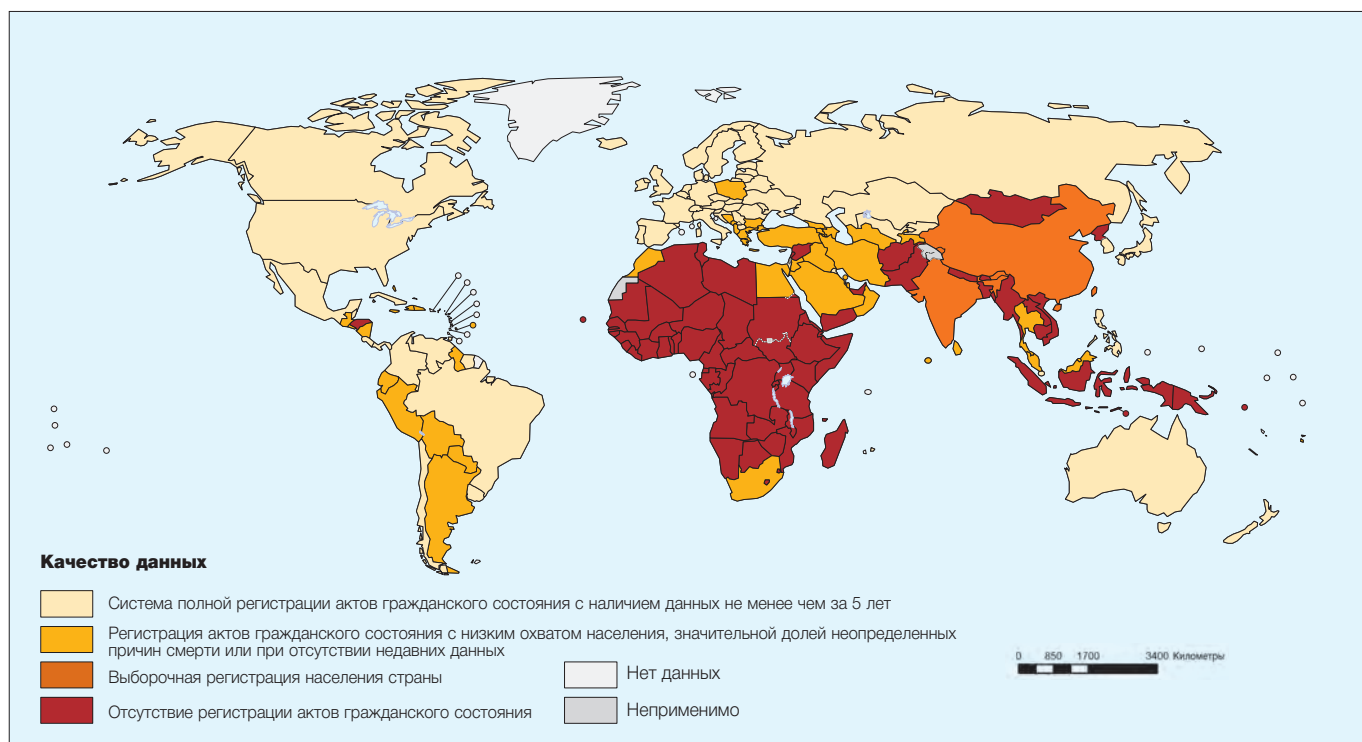 Качество данных
Система полной регистрации актов гражданского состояния с наличием данных не менее чем за 5 лет
Регистрация актов гражданского состояния с низким охватом населения, значительной долей неопределенных
причин смерти или при отсутствии недавних данных
Выборочная регистрация населения страны
Отсутствие регистрации актов гражданского состояния
Нет данных
Неприменимо
0 850 1700 3400 Километры